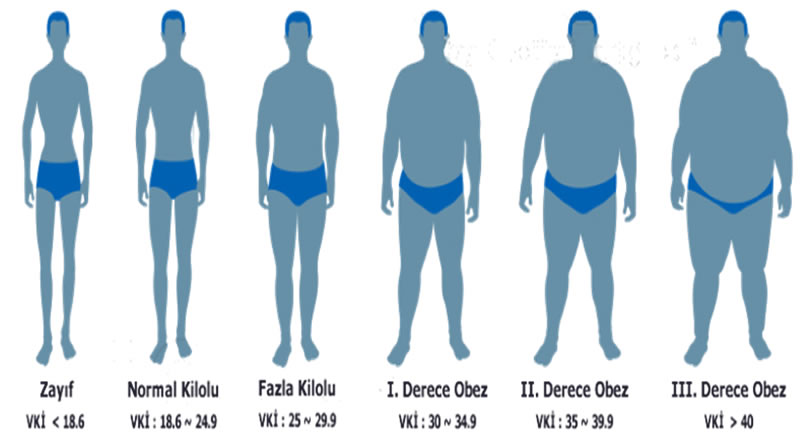 Zayıf
VKİ < 18.6
Normal Kilolu
VKİ : 18.6 ~ 24.9
Fazla Kilolu
VKİ : 25 ~ 29.9
I. Derece Obez
VKİ : 30 ~ 34.9
II. Derece Obez
VKİ : 35 ~ 39.9
III. Derece Obez
VKİ > 40